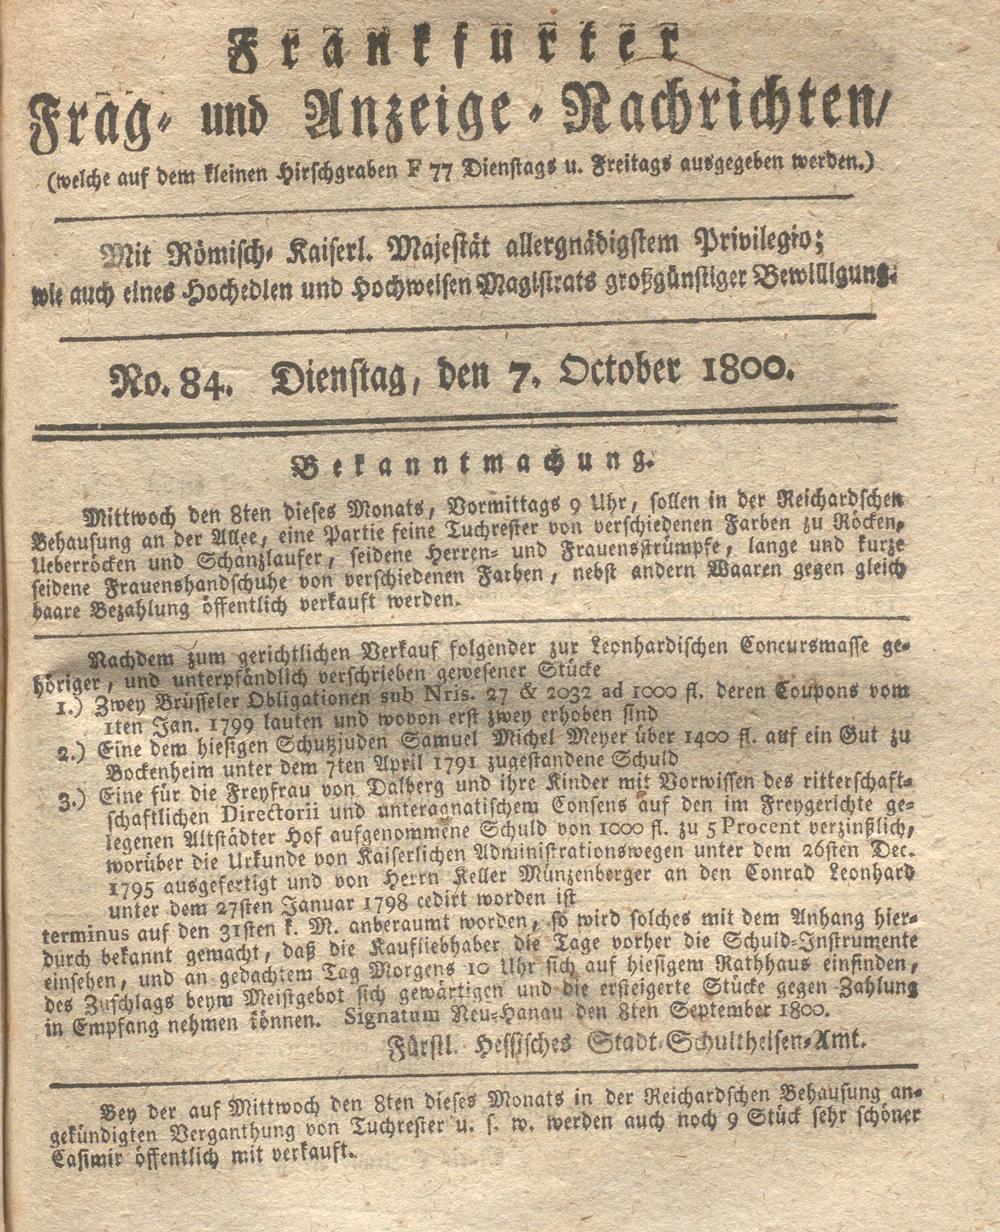 Frankfurter
Frag- und Anzeige-Nachrichten/
(welche auf dem kleinen Hirschgraben F 77 Dienstags u. Freitags ausgegeben werden.)
Mit Römisch-Kaiserl. Majestät allergnädigstem Privilegio;
wie auch eines Hochedlen und Hochweisen Magistrats großgünstiger Bewilligung.
No. 84. Dienstag, den 7. October 1800.
Bekanntmachung.
Mittwoch den 8ten dieses Monats, Vormittags 9 Uhr, sollen in der Reichardschen
Behausung an der Allee, eine Partie feine Tuchrester von verschiedenen Farben zu Röcken,
Ueberröcken und Schanzlaufer, seidene Herren- und Frauensstrümpfe, lange und kurze
seidene Frauenshandschuhe von verschiedenen Farben, nebst andern Waaren gegen gleich
baare Bezahlung öffentlich verkauft werden.
Nachdem zum gerichtlichen Verkauf folgender zur Leonhardischen Concursmasse ge-
höriger, und unterpfändlich verschrieben gewesener Stücke
1.) Zwey Brüsseler Obligationen sub Nris. 27 & 2032 ad 1000 fl. deren Coupons vom
1ten Jan. 1799 lauten und wovon erst zwey erhoben sind
2.) Eine dem hiesigen Schutzjuden Samuel Michel Meyer über 1400 fl. auf ein Gut zu
Bockenheim unter dem 7ten April 1791 zugestandene Schuld
3.) Eine für die Freyfrau von Dalberg und ihre Kinder mit Vorwissen des ritterschaft-
schaftlichen Directorii und unteragnatischem Consens auf den im Freygerichte ge-
legenen Altstädter Hof aufgenommene Schuld von 1000 fl. zu 5 Procent verzinßlich,
worüber die Urkunde von Kaiserlichen Administrationswegen unter dem 26sten Dec.
1795 ausgefertigt und von Herrn Keller Münzenberger an den Conrad Leonhard
unter dem 27sten Januar 1798 cedirt worden ist
terminus auf den 31sten k. M. anberaumt worden, so wird solches mit dem Anhang hier-
durch bekannt gemacht, daß die Kaufliebhaber die Tage vorher die Schuld-Instrumente
einsehen, und an gedachtem Tag Morgens 10 Uhr sich auf hiesigem Rathhaus einfinden,
des Zuschlags beym Meistgebot sich gewärtigen und die ersteigerte Stücke gegen Zahlung
in Empfang nehmen können. Signatum Neu-Hanau den 8ten September 1800.
Fürstl. Hessisches Stadt-Schultheisen-Amt.
Bey der auf Mittwoch den 8ten dieses Monats in der Reichardschen Behausung an-
gekündigten Verganthung von Tuchrester u. s. w. werden auch noch 9 Stück sehr schöner
Casimir öffentlich mit verkauft.